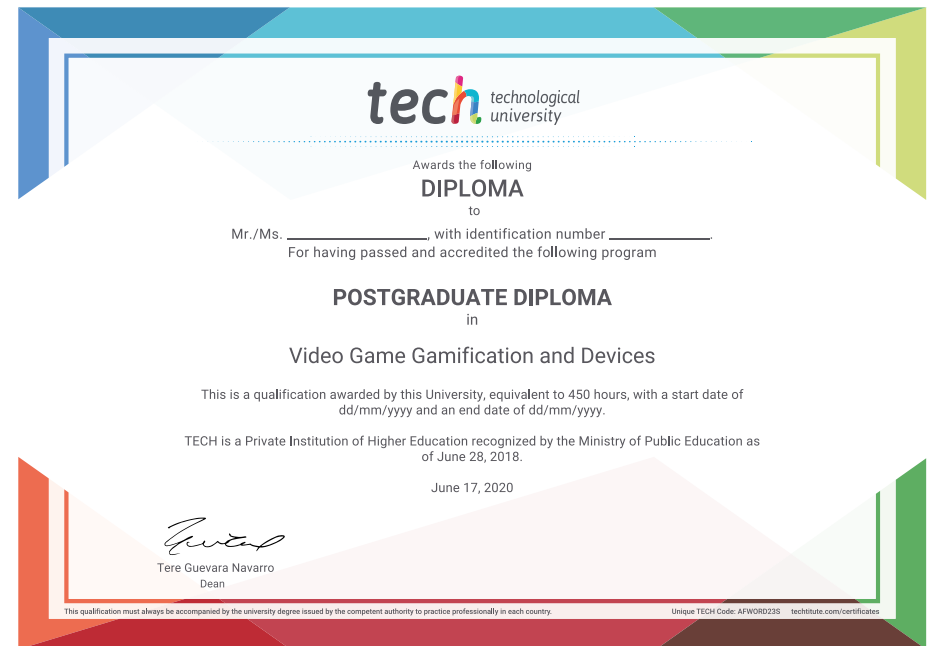 tech technological
university
Awards the following
DIPLOMA
to
Mr./Ms. ____________________, with identification number ______________.
For having passed and accredited the following program
POSTGRADUATE DIPLOMA
in
Video Game Gamification and Devices
This is a qualification awarded by this University, equivalent to 450 hours, with a start date of
dd/mm/yyyy and an end date of dd/mm/yyyy.
TECH is a Private Institution of Higher Education recognized by the Ministry of Public Education as
of June 28, 2018.
June 17, 2020
Tere Guevara Navarro
Dean
This qualification must always be accompanied by the university degree issued by the competent authority to practice professionally in each country. Unique TECH Code: AFWORD23S techtitute.com/certificates